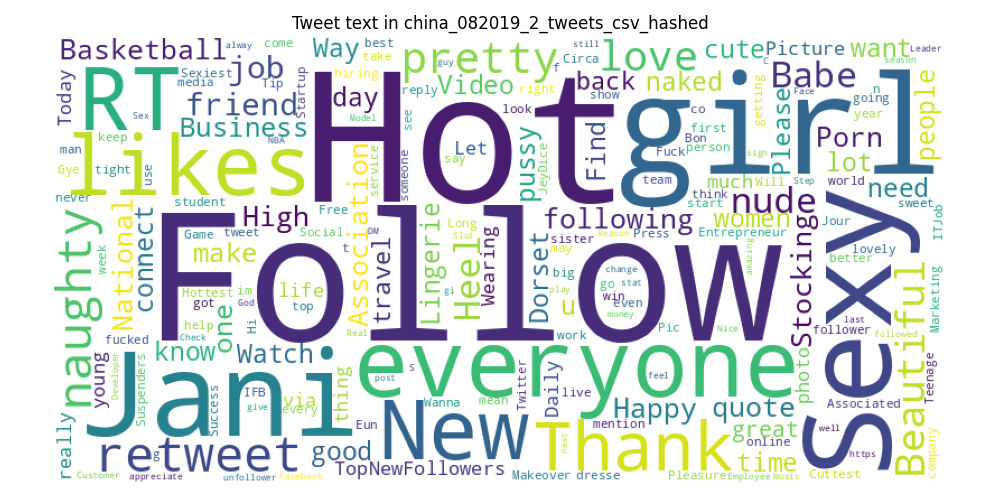 Tweet text in china_082019_2_tweets_csv_hashed
Basketball
alway
come
Way
best
take
pretty
love
cute
Picture
want
Leader
season
Today
RT
Sexiest
media
job
Tip
hiring
startup
Hot
Circa
still
guy
f
reply
Video
right
back
show
naked
girl
c
Babe
Face
n
going
year
friend
day
Model
see
look
co
getting
Please
people
Business
Sex
keep
NBA
man
Gye
tight
use
likes
service
someone
say
Let
JeyDice
pussy
Find
Fuck
Bon
first
person
team
think
sign
Porn
lot
world
need
never
student
High
Free
Association
following
much
Will
start
women
Step
nude
sweet
Jour
ITJob
naughty
week
National
connect
Game
tweet
Social
DM
t
make
Follow
travel
Lingerie
Long
Slut
Heel
Wearing
sister
may
Reason
Press
Entrepreneur
Dorset
big
u
change
stat
go
win
even
money
amazing
Stocking
Sexy
lovely
better
Hottest
im
God
life
top
got
Hi
help
Check
one
Real
gi
play
work
Pic
Nice
last
follower
followed
Beautiful
Marketing
fucked
know
Watch
everyone
young
Developer
Suspenders
Jani
Success
IFB
give
via
every
thing
post
s
mean
Wanna
Twitter
Daily
live
feel
photo
Associated
Teenage
New
Happy
quote
Eun
mention
Thank
next
great
online
well
really
retweet
g
good
time
https
company
TopNewFollowers
Customer
appreciate
unfollower
Facebook
Makeover
dresse
Pleasure
Employee
Music
Cuttest